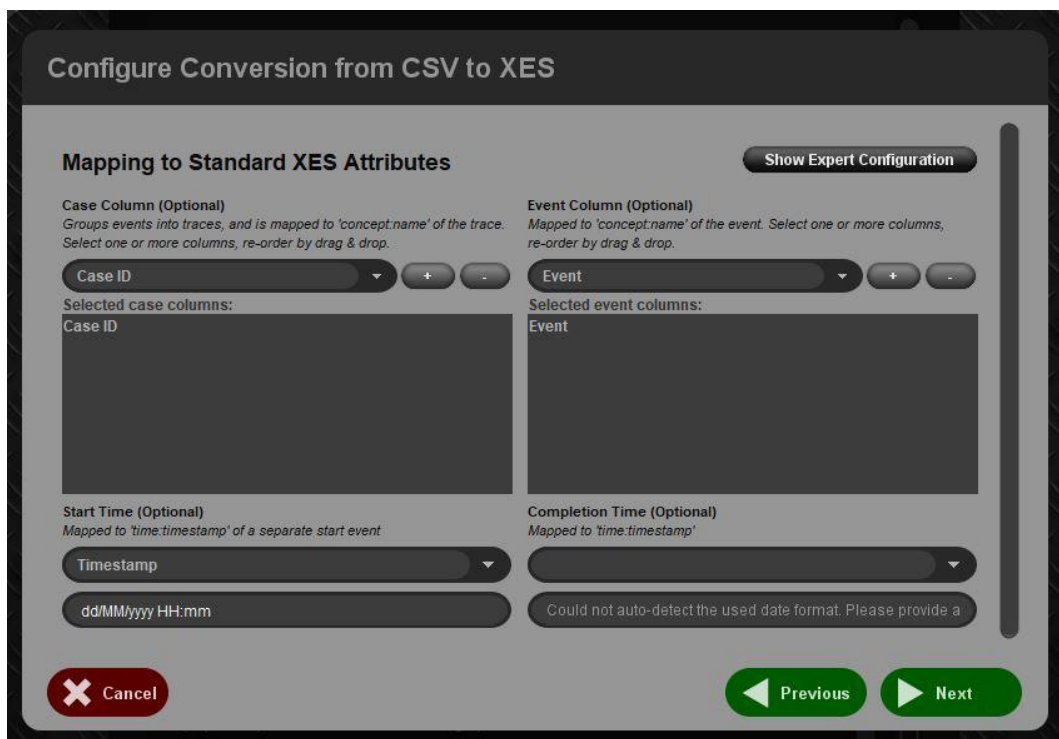 Configure Conversion from CSV to XES
Mapping to Standard XES Attributes
Show Expert Configuration
Case Column (Optional)
Groups events into traces, and is mapped to 'concept:name' of the trace.
Select one or more columns, re-order by drag & drop.
Case ID
+
-
Selected case columns:
Case ID
Event Column (Optional)
Mapped to 'concept:name' of the event. Select one or more columns,
re-order by drag & drop.
Event
+
-
Selected event columns:
Event
Start Time (Optional)
Mapped to 'time:timestamp' of a separate start event
Timestamp
dd/MM/yyyy HH:mm
Completion Time (Optional)
Mapped to 'time:timestamp'
Could not auto-detect the used date format. Please provide a
Cancel
Previous
Next